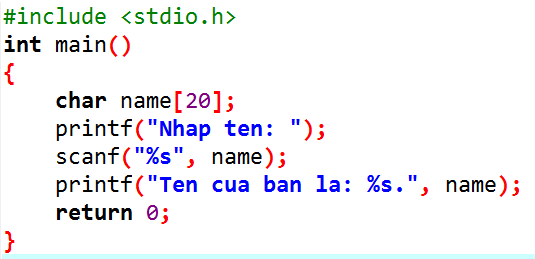 #include <stdio.h>
int main()
{
    char name[20];
    printf("Nhap ten: ");
    scanf("%s", name);
    printf("Ten cua ban la: %s.", name);
    return 0;
}